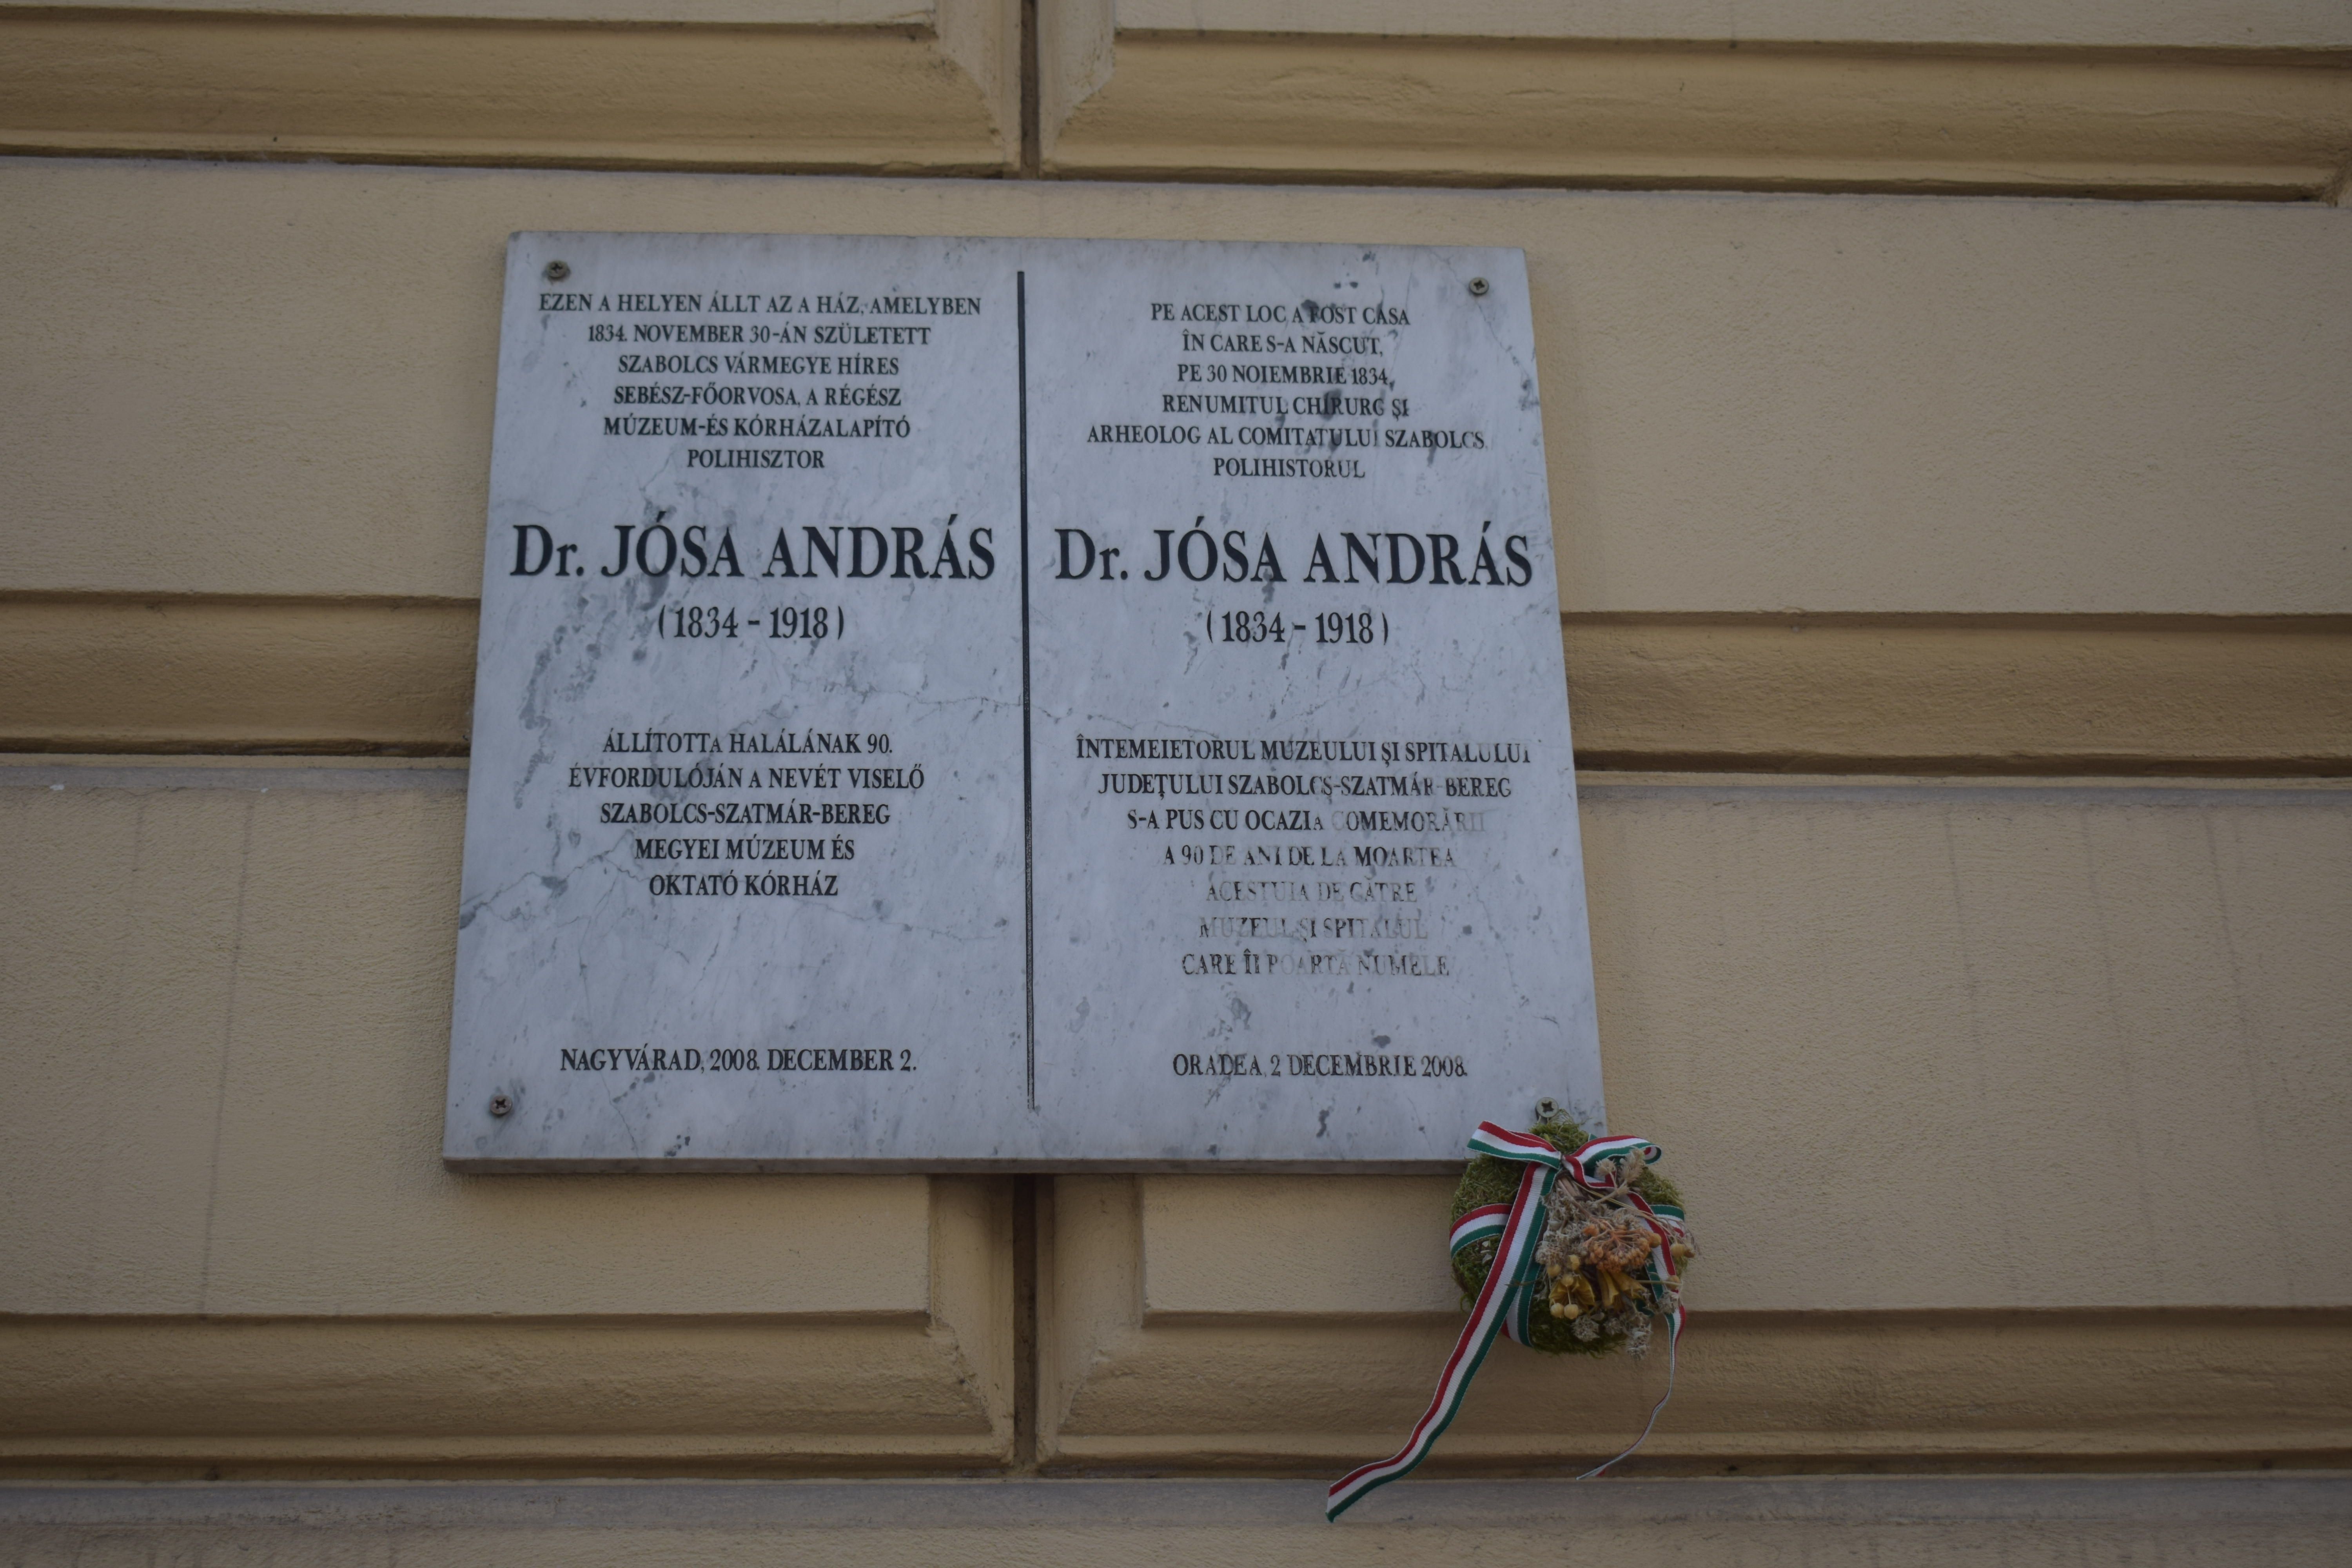 EZEN A HELYEN ÁLLT AZ A HÁZ, AMELYBEN
1834. NOVEMBER 30-ÁN SZÜLETETT
SZABOLCS VÁRMEGYE HÍRES
SEBÉSZ-FŐORVOSA, A RÉGÉSZ
MÚZEUM-ÉS KÓRHÁZALAPÍTÓ
POLIHISZTOR
Dr. JÓSA ANDRÁS
(1834 - 1918)
ÁLLÍTOTTA HALÁLÁNAK 90.
ÉVFORDULÓJÁN A NEVÉT VISELŐ
SZABOLCS-SZATMÁR-BEREG
MEGYEI MÚZEUM ÉS
OKTATÓ KÓRHÁZ
NAGYVÁRAD, 2008. DECEMBER 2.
PE ACEST LOC A FOST CASA
ÎN CARE S-A NĂSCUT,
PE 30 NOIEMBRIE 1834,
RENUMITUL CHIRURG ŞI
ARHEOLOG AL COMITATULUI SZABOLCS,
POLIHISTORUL
Dr. JÓSA ANDRÁS
(1834 - 1918)
ÎNTEMEIETORUL MUZEULUI ŞI SPITALULUI
JUDEŢULUI SZABOLCS-SZATMÁR-BEREG
S-A PUS CU OCAZIA COMEMORĂRII
A 90 DE ANI DE LA MOARTEA
ACESTUIA DE CĂTRE
MUZEUL ŞI SPITALUL
CARE ÎI POARTĂ NUMELE
ORADEA, 2 DECEMBRIE 2008.